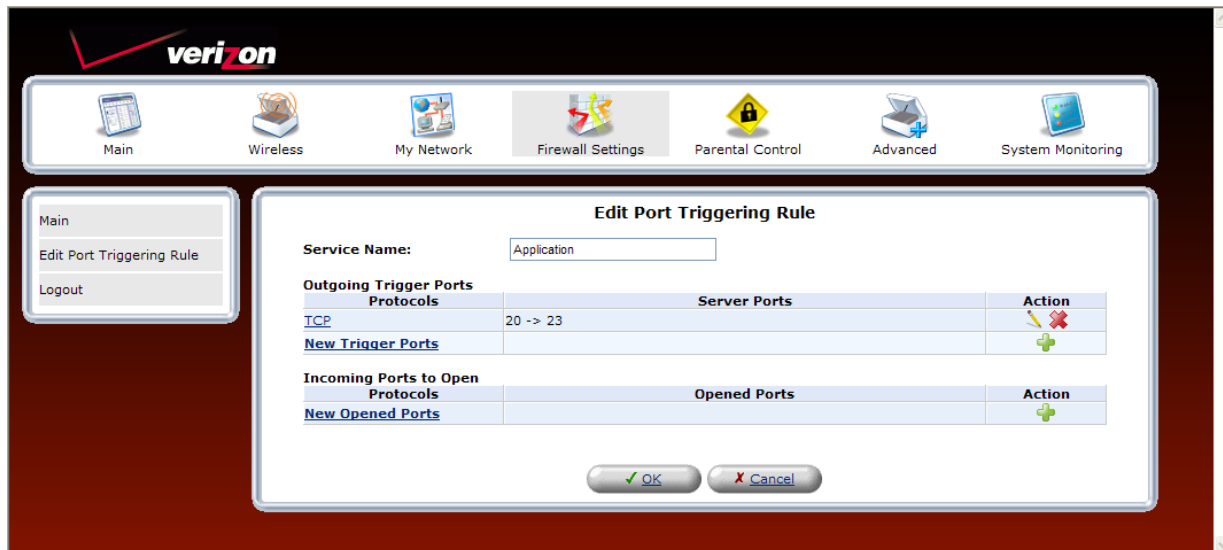 verizon
Main Wireless My Network Firewall Settings Parental Control Advanced System Monitoring
Main
Edit Port Triggering Rule
Logout
Edit Port Triggering Rule
Service Name: Application
Outgoing Trigger Ports
Protocols Server Ports Action
TCP 20 -> 23
New Trigger Ports
Incoming Ports to Open
Protocols Opened Ports Action
New Opened Ports
OK Cancel